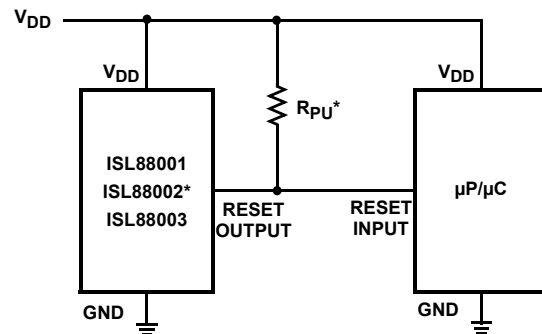 VDD
VDD
VDD
RPU*
ISL88001
ISL88002*
ISL88003
µP/µC
RESET
OUTPUT
RESET
INPUT
GND
GND